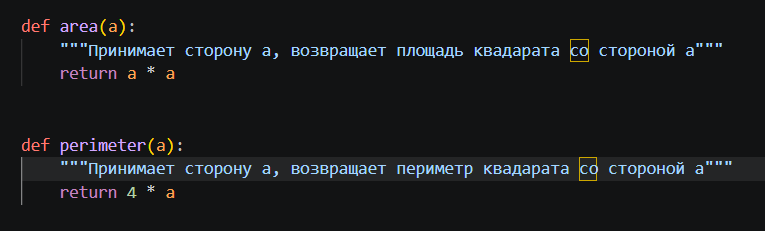 def area(a):
"""Принимает сторону a, возвращает площадь квадарата со стороной a"""
return a * a
def perimeter(a):
"""Принимает сторону a, возвращает периметр квадарата со стороной a"""
return 4 * a